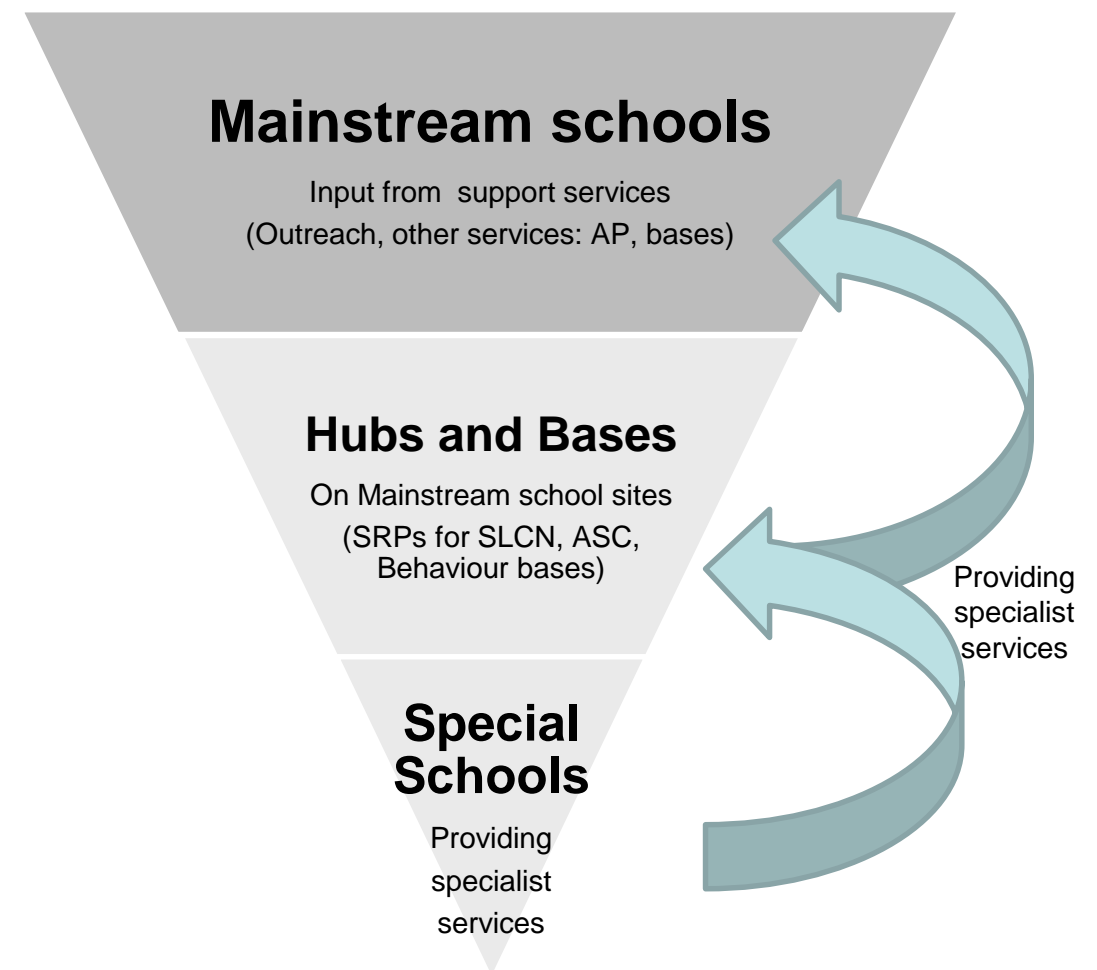 Mainstream schools
Input from support services
(Outreach, other services: AP, bases)
Hubs and Bases
On Mainstream school sites
(SRPs for SLCN, ASC,
Behaviour bases)
Providing
specialist
services
Special
Schools
Providing
specialist
services